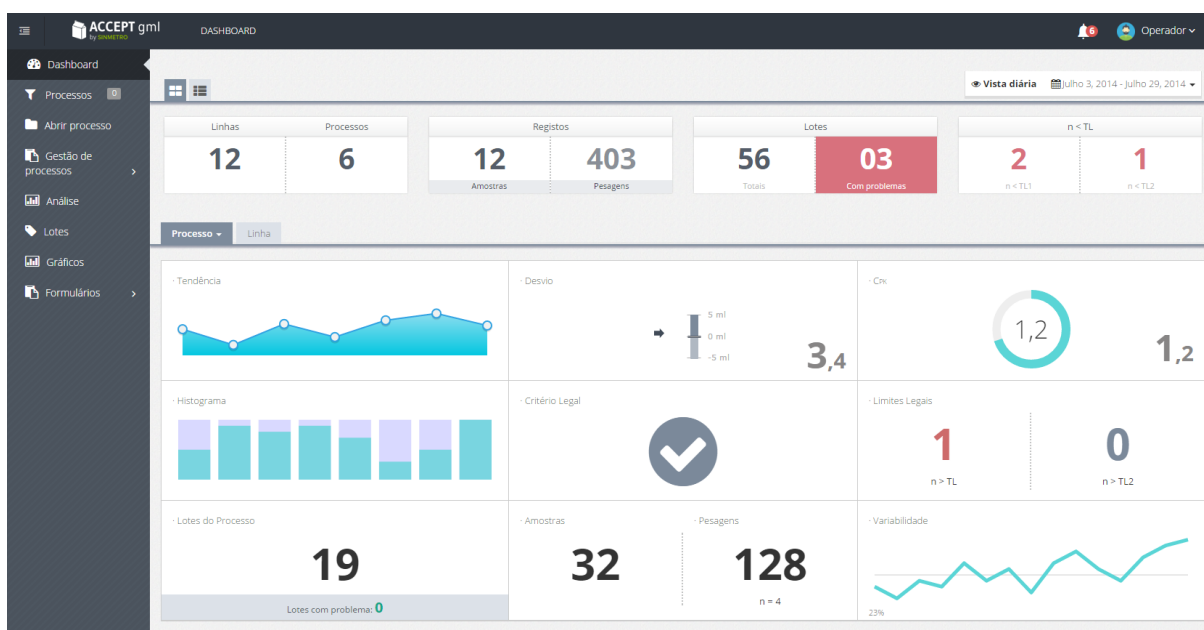 ACCEPT gml
by SINMETRO
DASHBOARD
6
Operador
Dashboard
Processos 0
Abrir processo
Gestão de
processos
Análise
Lotes
Gráficos
Formulários
Vista diária
Julho 3, 2014 - Julho 29, 2014
Linhas
Processos
12
6
Registos
12
403
Amostras
Pesagens
Lotes
56
03
Totais
Com problemas
n < TL
2
1
n < TL1
n < TL2
Processo
Linha
· Tendência
· Desvio
5 ml
0 ml
-5 ml
3,4
· CPK
1,2
1,2
· Histograma
· Critério Legal
· Limites Legais
1
0
n > TL
n > TL2
· Lotes do Processo
19
Lotes com problema: 0
· Amostras
32
· Pesagens
128
n = 4
· Variabilidade
23%